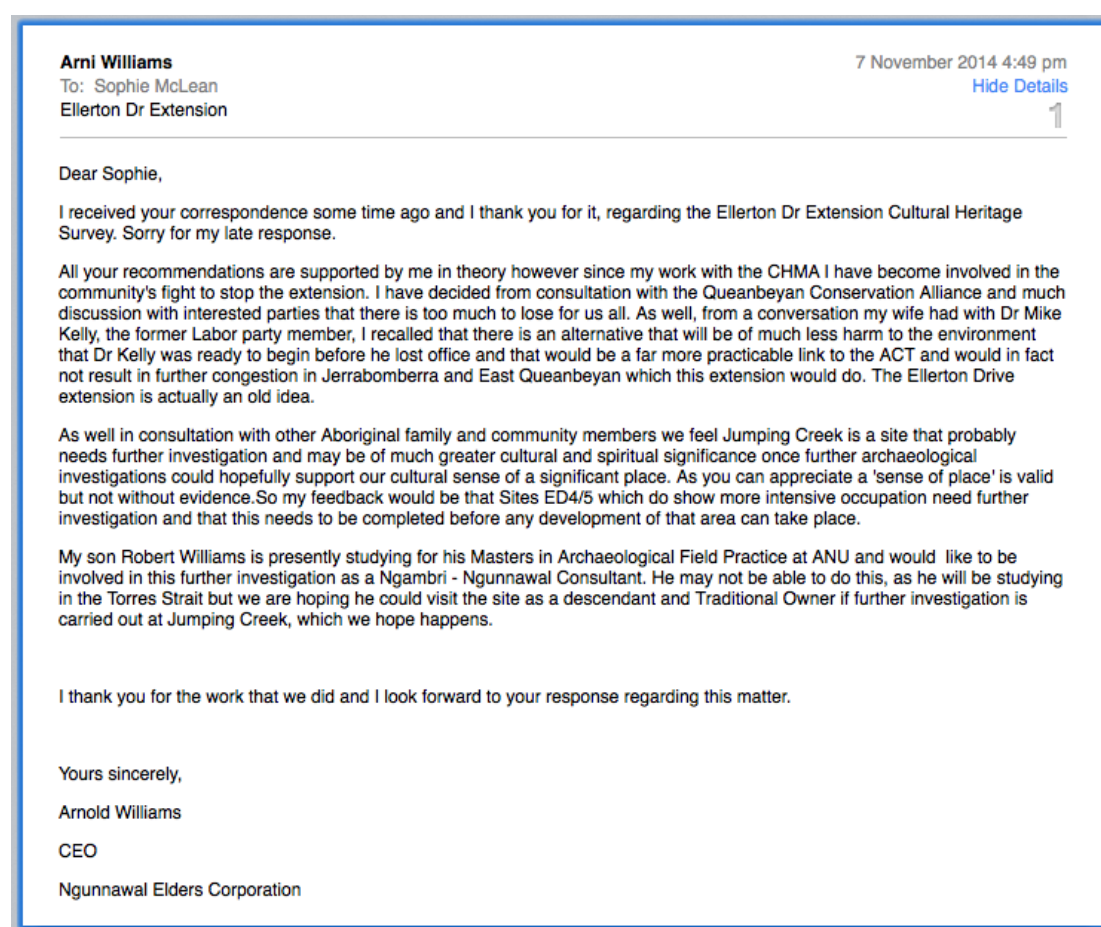 Arni Williams 7 November 2014 4:49 pm
To: Sophie McLean Hide Details
Ellerton Dr Extension 1
Dear Sophie,
I received your correspondence some time ago and I thank you for it, regarding the Ellerton Dr Extension Cultural Heritage
Survey. Sorry for my late response.
All your recommendations are supported by me in theory however since my work with the CHMA I have become involved in the
community's fight to stop the extension. I have decided from consultation with the Queanbeyan Conservation Alliance and much
discussion with interested parties that there is too much to lose for us all. As well, from a conversation my wife had with Dr Mike
Kelly, the former Labor party member, I recalled that there is an alternative that will be of much less harm to the environment
that Dr Kelly was ready to begin before he lost office and that would be a far more practicable link to the ACT and would in fact
not result in further congestion in Jerrabomberra and East Queanbeyan which this extension would do. The Ellerton Drive
extension is actually an old idea.
As well in consultation with other Aboriginal family and community members we feel Jumping Creek is a site that probably
needs further investigation and may be of much greater cultural and spiritual significance once further archaeological
investigations could hopefully support our cultural sense of a significant place. As you can appreciate a 'sense of place' is valid
but not without evidence.So my feedback would be that Sites ED4/5 which do show more intensive occupation need further
investigation and that this needs to be completed before any development of that area can take place.
My son Robert Williams is presently studying for his Masters in Archaeological Field Practice at ANU and would like to be
involved in this further investigation as a Ngambri - Ngunnawal Consultant. He may not be able to do this, as he will be studying
in the Torres Strait but we are hoping he could visit the site as a descendant and Traditional Owner if further investigation is
carried out at Jumping Creek, which we hope happens.
I thank you for the work that we did and I look forward to your response regarding this matter.
Yours sincerely,
Arnold Williams
CEO
Ngunnawal Elders Corporation